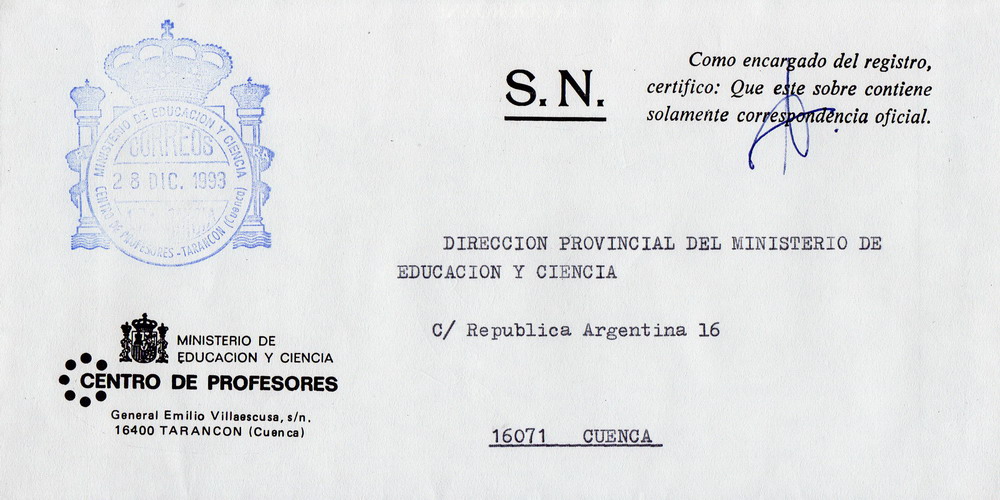 MINISTERIO DE EDUCACION Y CIENCIA
CORREOS
28 DIC. 1993
CENTRO DE PROFESORES - TARANCON (Cuenca)
S. N.
Como encargado del registro,
certifico: Que este sobre contiene
solamente correspondencia oficial.
DIRECCION PROVINCIAL DEL MINISTERIO DE
EDUCACION Y CIENCIA
C/ Republica Argentina 16
16071 CUENCA
MINISTERIO DE
EDUCACION Y CIENCIA
CENTRO DE PROFESORES
General Emilio Villaescusa, s/n.
16400 TARANCON (Cuenca)